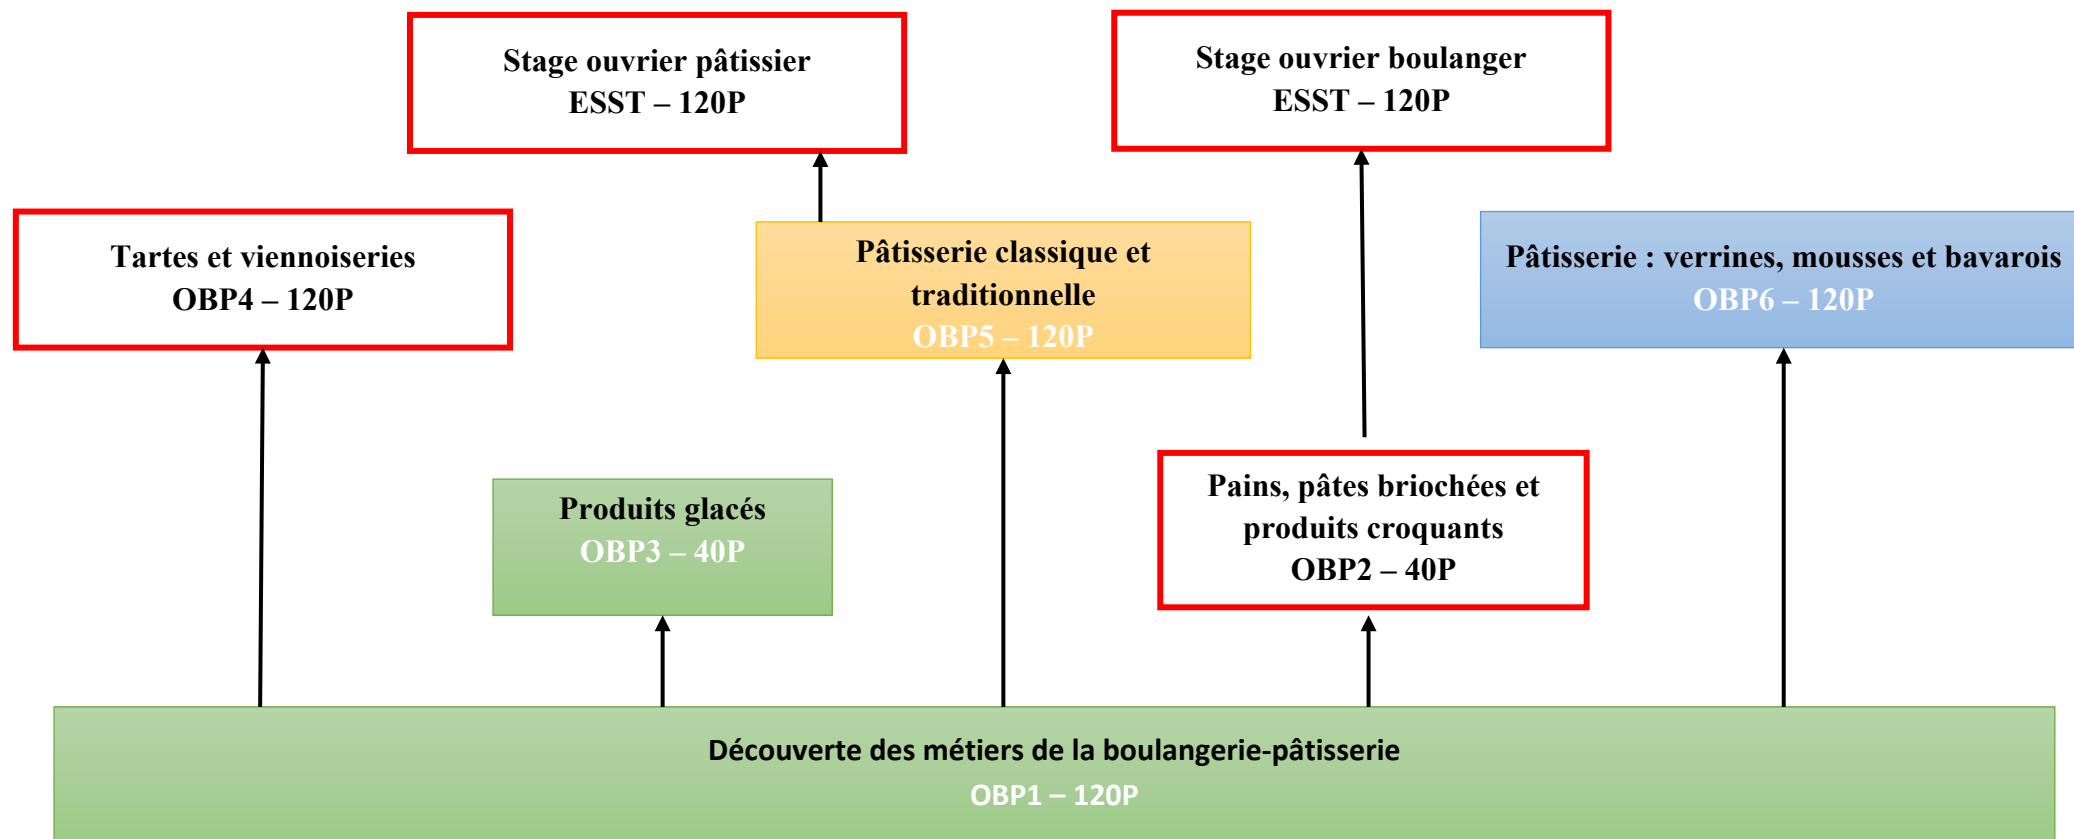 Stage ouvrier pâtissier
ESST – 120P
Stage ouvrier boulanger
ESST – 120P
Tartes et viennoiseries
OBP4 – 120P
Pâtisserie classique et
traditionnelle
OBP5 – 120P
Pâtisserie : verrines, mousses et bavarois
OBP6 – 120P
Produits glacés
OBP3 – 40P
Pains, pâtes briochées et
produits croquants
OBP2 – 40P
Découverte des métiers de la boulangerie-pâtisserie
OBP1 – 120P